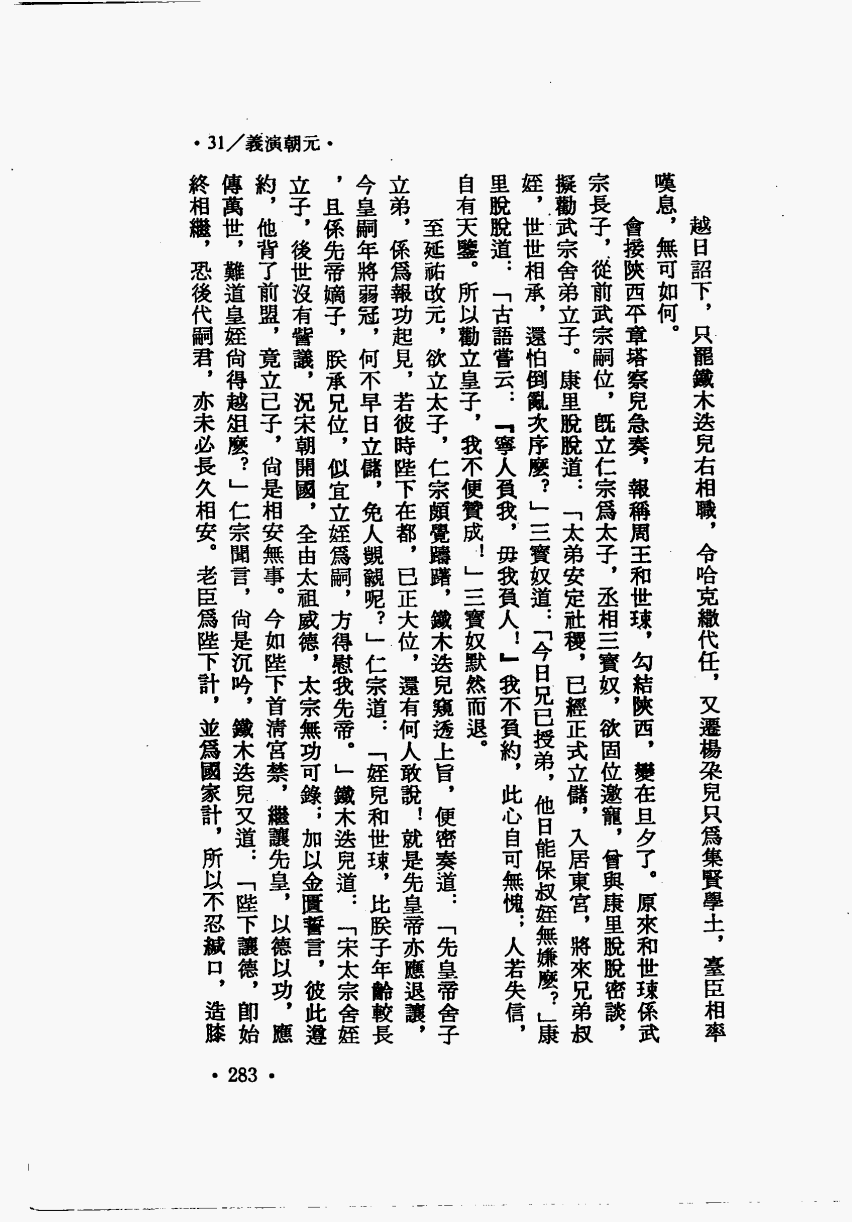 • 31／義演朝元 •
越日詔下，只罷鐵木迭兒右相職，令哈克繖代任，又遷楊朶兒只爲集賢學士，臺臣相率
嘆息，無可如何。
會接陝西平章塔察兒急奏，報稱周王和世㻋，勾結陝西，變在旦夕了。原來和世㻋係武
宗長子，從前武宗嗣位，旣立仁宗爲太子，丞相三寶奴，欲固位邀寵，曾與康里脫脫密談，
擬勸武宗舍弟立子。康里脫脫道：「太弟安定社稷，已經正式立儲，入居東宮，將來兄弟叔
姪，世世相承，還怕倒亂次序麼？」三寶奴道：「今日兄已授弟，他日能保叔姪無嫌麼？」康
里脫脫道：「古語嘗云：『寧人負我，毋我負人！』我不負約，此心自可無愧；人若失信，
自有天鑒。所以勸立皇子，我不便贊成！」三寶奴默然而退。
至延祐改元，欲立太子，仁宗頗覺躊躇，鐵木迭兒窺透上旨，便密奏道：「先皇帝舍子
立弟，係爲報功起見，若彼時陛下在都，已正大位，還有何人敢說！就是先皇帝亦應退讓，
今皇嗣年將弱冠，何不早日立儲，免人覬覦呢？」仁宗道：「姪兒和世㻋，比朕子年齡較長
，且係先帝嫡子，朕承兄位，似宜立姪爲嗣，方得慰我先帝。」鐵木迭兒道：「宋太宗舍姪
立子，後世沒有訾議，況宋朝開國，全由太祖威德，太宗無功可錄；加以金匱誓言，彼此遵
約，他背了前盟，竟立己子，尙是相安無事。今如陛下首淸宮禁，繼讓先皇，以德以功，應
傳萬世，難道皇姪尙得越俎麼？」仁宗聞言，尙是沉吟，鐵木迭兒又道：「陛下讓德，卽始
終相繼，恐後代嗣君，亦未必長久相安。老臣爲陛下計，並爲國家計，所以不忍緘口，造膝
• 283 •